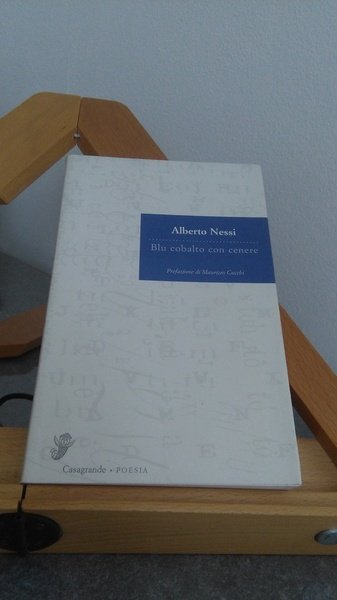 Alberto Nessi
Blu cobalto con cenere
Prefazione di Maurizio Cucchi
Casagrande • POESIA